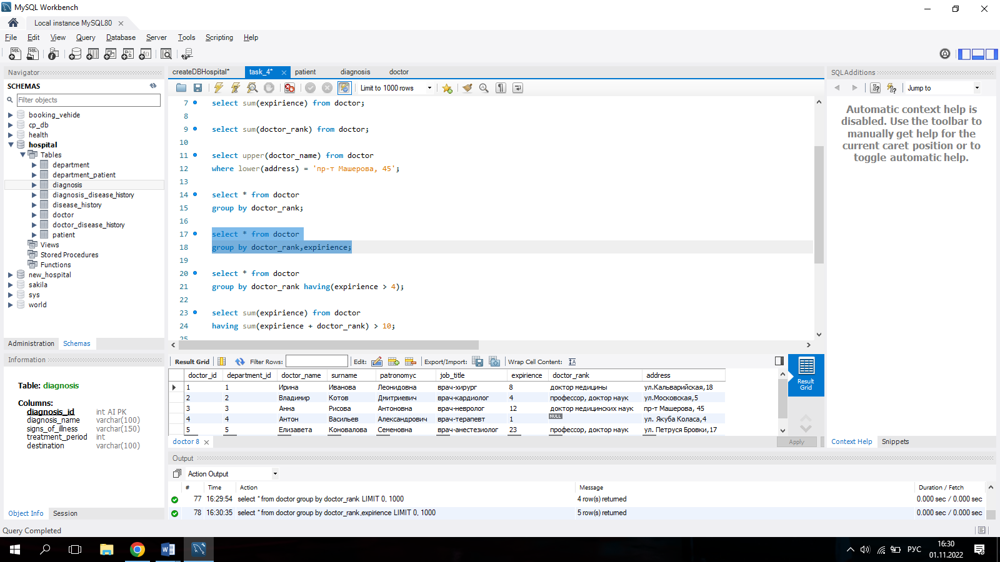 MySQL Workbench
Local instance MySQL80
File Edit View Query Database Server Tools Scripting Help
Navigator
SCHEMAS
Filter objects
booking_vehide
cp_db
health
hospital
Tables
department
department_patient
diagnosis
diagnosis_disease_history
disease_history
doctor
doctor_disease_history
patient
Views
Stored Procedures
Functions
new_hospital
sakila
sys
world
Administration Schemas
Information
Table: diagnosis
Columns:
diagnosis_id int AI PK
diagnosis_name varchar(100)
signs_of_illness varchar(150)
treatment_period int
destination varchar(100)
Object Info Session
Query Completed
createDBHospital* task_4* patient diagnosis doctor
Limit to 1000 rows
7 select sum(expirience) from doctor;
8
9 select sum(doctor_rank) from doctor;
10
11 select upper(doctor_name) from doctor
12 where lower(address) = 'пр-т Машерова, 45';
13
14 select * from doctor
15 group by doctor_rank;
16
17 select * from doctor
18 group by doctor_rank,expirience;
19
20 select * from doctor
21 group by doctor_rank having(expirience > 4);
22
23 select sum(expirience) from doctor
24 having sum(expirience + doctor_rank) > 10;
25
Result Grid Filter Rows: Edit: Export/Import: Wrap Cell Content:
doctor_id department_id doctor_name surname patronomyc job_title expirience doctor_rank address
1 1 Ирина Иванова Леонидовна врач-хирург 8 доктор медицины ул.Кальварийская,18
2 2 Владимир Котов Дмитриевич врач-кардиолог 4 профессор, доктор наук ул.Московская,5
3 3 Анна Рисова Антоновна врач-невролог 12 доктор медицинских наук пр-т Машерова, 45
4 4 Антон Васильев Александрович врач-терапевт 1 NULL ул. Якуба Коласа,4
5 5 Елизавета Коновалова Семеновна врач-анестезиолог 23 профессор, доктор наук ул. Петруся Бровки,17
Result Grid
doctor 8 Apply
Output
Action Output
# Time Action Message Duration / Fetch
77 16:29:54 select * from doctor group by doctor_rank LIMIT 0, 1000 4 row(s) returned 0.000 sec / 0.000 sec
78 16:30:35 select * from doctor group by doctor_rank,expirience LIMIT 0, 1000 5 row(s) returned 0.000 sec / 0.000 sec
SQLAdditions
Jump to
Automatic context help is
disabled. Use the toolbar to
manually get help for the
current caret position or to
toggle automatic help.
Context Help Snippets
РУС
16:30
01.11.2022